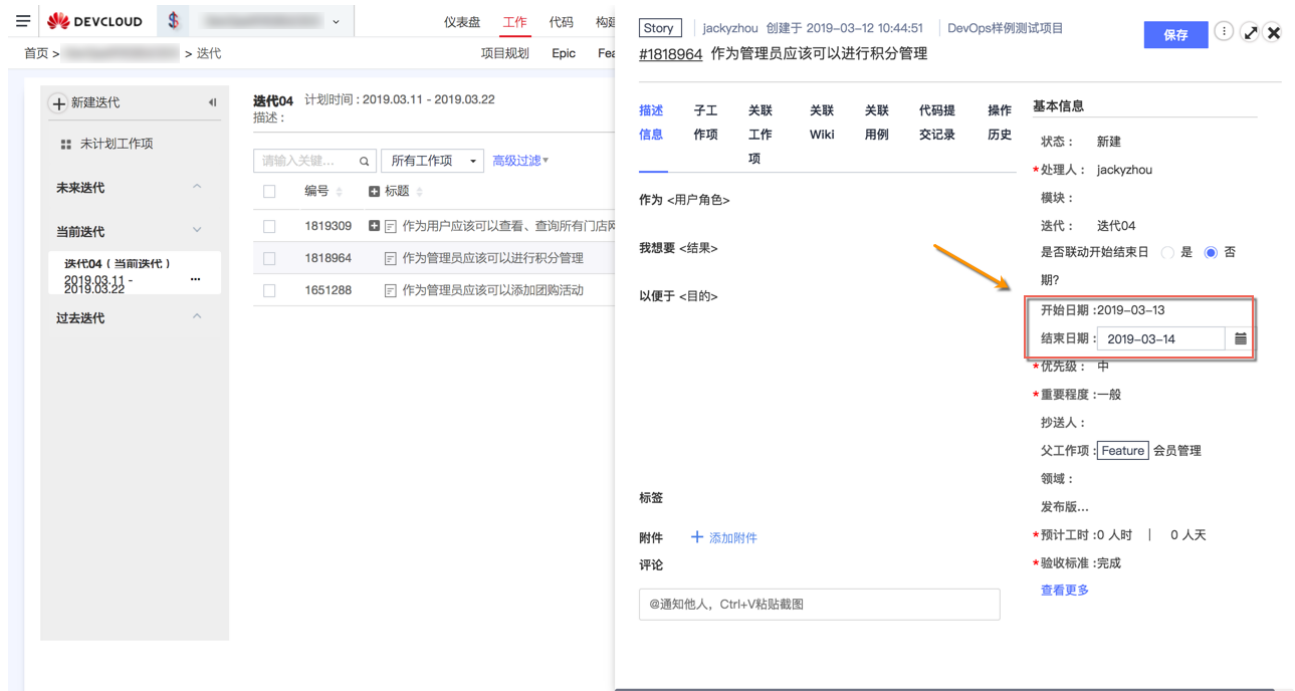 DEVCLOUD
$
仪表盘 工作 代码
首页 > > 迭代
项目规划 Epic Fea
新建迭代
未计划工作项
未来迭代
当前迭代
迭代04 ( 当前迭代 )
2019.03.11 -
2019.03.22
过去迭代
迭代04 计划时间 : 2019.03.11 - 2019.03.22
描述 :
请输入关键... 所有工作项 高级过滤
编号 标题
1819309 作为用户应该可以查看、查询所有门店网
1818964 作为管理员应该可以进行积分管理
1651288 作为管理员应该可以添加团购活动
Story jackyzhou 创建于 2019-03-12 10:44:51 DevOps样例测试项目
保存
#1818964 作为管理员应该可以进行积分管理
描述信息 子工作项 关联工作项 关联Wiki 关联用例 代码提交记录 操作历史
作为 <用户角色>
我想要 <结果>
以便于 <目的>
标签
附件 + 添加附件
评论
@通知他人，Ctrl+V粘贴截图
基本信息
状态 : 新建
*处理人 : jackyzhou
模块 :
迭代 : 迭代04
是否联动开始结束日期? 是 否
开始日期 :2019-03-13
结束日期 : 2019-03-14
*优先级 : 中
*重要程度 :一般
抄送人 :
父工作项 : Feature 会员管理
领域 :
发布版...
*预计工时 :0 人时 | 0 人天
*验收标准 :完成
查看更多